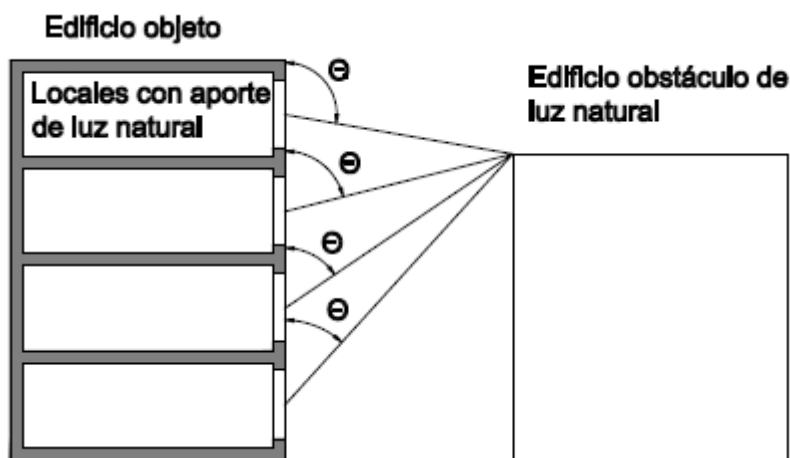 Edificio objeto
Θ
Edificio obstáculo de
luz natural
Locales con aporte
de luz natural
Θ
Θ
Θ